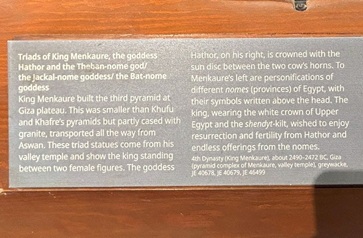 Triads of King Menkaure, the goddess
Hathor and the Theban-nome god/
the Jackal-nome goddess/ the Bat-nome
goddess
King Menkaure built the third pyramid at
Giza plateau. This was smaller than Khufu
and Khafre's pyramids but partly cased with
granite, transported all the way from
Aswan. These triad statues come from his
valley temple and show the king standing
between two female figures. The goddess
Hathor, on his right, is crowned with the
sun disc between the two cow's horns. To
Menkaure's left are personifications of
different nomes (provinces) of Egypt, with
their symbols written above the head. The
king, wearing the white crown of Upper
Egypt and the shendyt-kilt, wished to enjoy
resurrection and fertility from Hathor and
endless offerings from the nomes.
4th Dynasty (King Menkaure), about 2490–2472 BC, Giza
(pyramid complex of Menkaure, valley temple), greywacke,
JE 40678, JE 40679, JE 46499